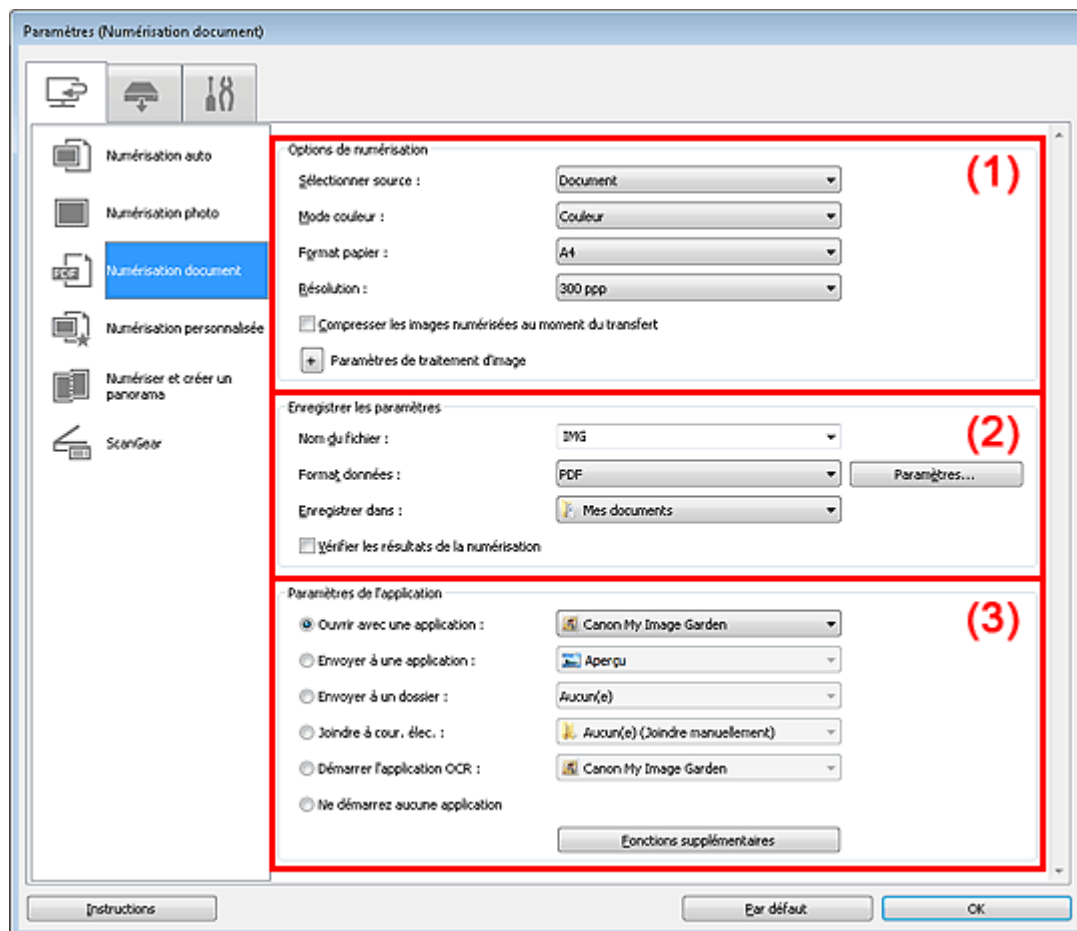 Paramètres (Numérisation document)
Numérisation auto
Numérisation photo
PDF
Numérisation document
Numérisation personnalisée
Numériser et créer un
panorama
ScanGear
Options de numérisation
(1)
Sélectionner source : Document
Mode couleur : Couleur
Format papier : A4
Résolution : 300 ppp
Compresser les images numérisées au moment du transfert
+ Paramètres de traitement d'image
Enregistrer les paramètres
(2)
Nom du fichier : IMG
Format données : PDF Paramètres...
Enregistrer dans : Mes documents
Vérifier les résultats de la numérisation
Paramètres de l'application
(3)
Ouvrir avec une application : Canon My Image Garden
Envoyer à une application : Aperçu
Envoyer à un dossier : Aucun(e)
Joindre à cour. élec. : Aucun(e) (Joindre manuellement)
Démarrer l'application OCR : Canon My Image Garden
Ne démarrez aucune application
Fonctions supplémentaires
Instructions Par défaut OK